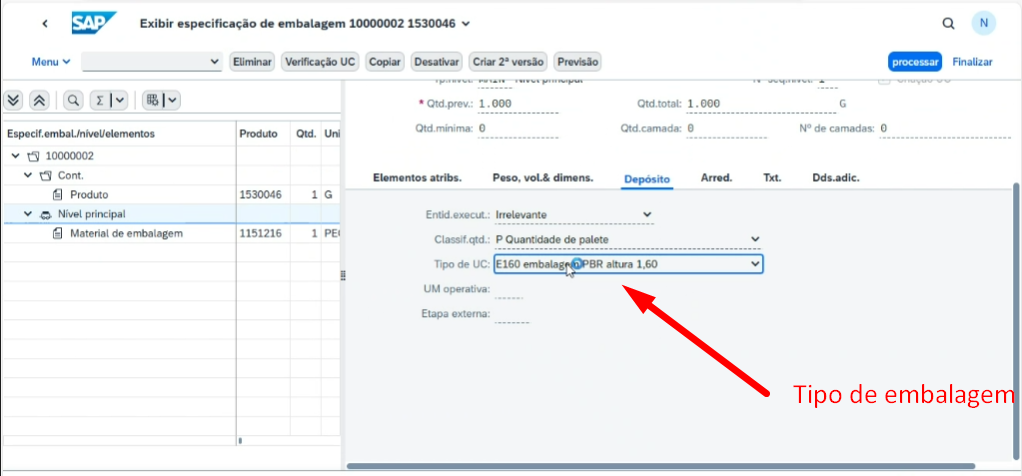 SAP Exibir especificação de embalagem 10000002 1530046 N
Menu Eliminar Verificação UC Copiar Desativar Criar 2ª versão Previsão processar Finalizar
Qtd.prev.: 1.000 Qtd.total: 1.000 G
Qtd.mínima: 0 Qtd.camada: 0 Nº de camadas: 0
Especif.embal./nível/elementos Produto Qtd. Uni
10000002
Cont.
Produto 1530046 1 G
Nível principal
Material de embalagem 1151216 1 PEÇ
Elementos atribs. Peso, vol.& dimens. Depósito Arred. Txt. Dds.adic.
Entid.execut.: Irrelevante
Classif.qtd.: P Quantidade de palete
Tipo de UC: E160 embalagem PBR altura 1,60
UM operativa:
Etapa externa:
Tipo de embalagem